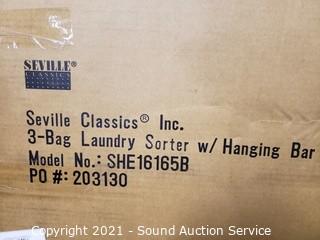 SEVILLE®
CLASSICS
Seville Classics® Inc.
3-Bag Laundry Sorter w/ Hanging Bar
Model No.: SHE16165B
PO #: 203130
Copyright 2021 - Sound Auction Service